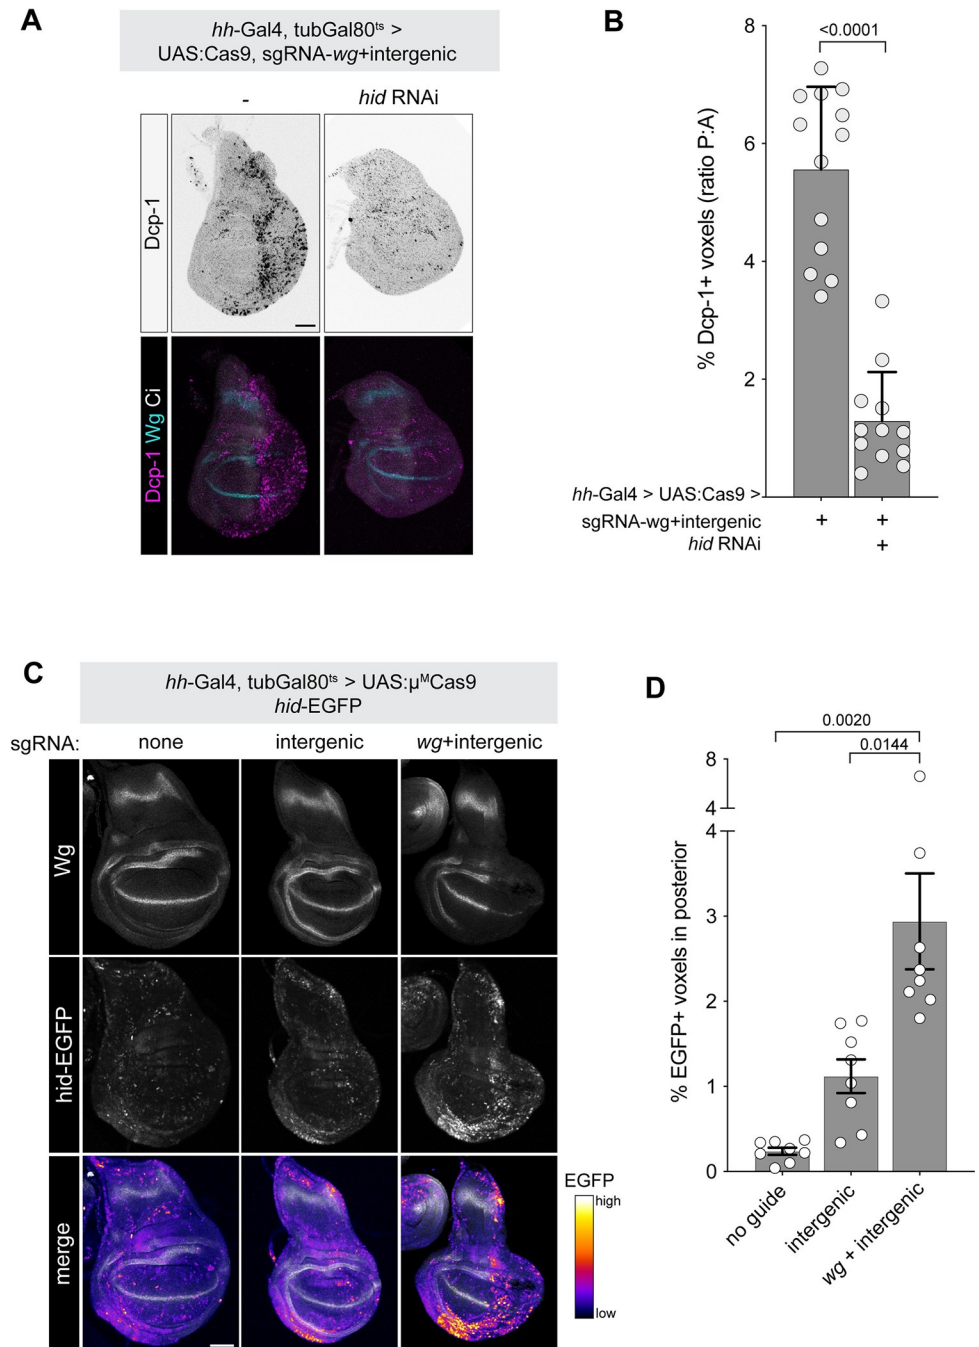 A
hh-Gal4, tubGal80ts >
UAS:Cas9, sgRNA-wg+intergenic
-
hid RNAi
Dcp-1
Dcp-1 Wg Ci
B
<0.0001
% Dcp-1+ voxels (ratio P:A)
8
6
4
2
hh-Gal4 > UAS:Cas9 >
sgRNA-wg+intergenic + +
hid RNAi +
C
hh-Gal4, tubGal80ts > UAS:μMCas9
hid-EGFP
sgRNA: none intergenic wg+intergenic
Wg
hid-EGFP
merge
EGFP
high
low
D
0.0020
0.0144
% EGFP+ voxels in posterior
8
4
4
3
2
1
0
no guide
intergenic
wg + intergenic